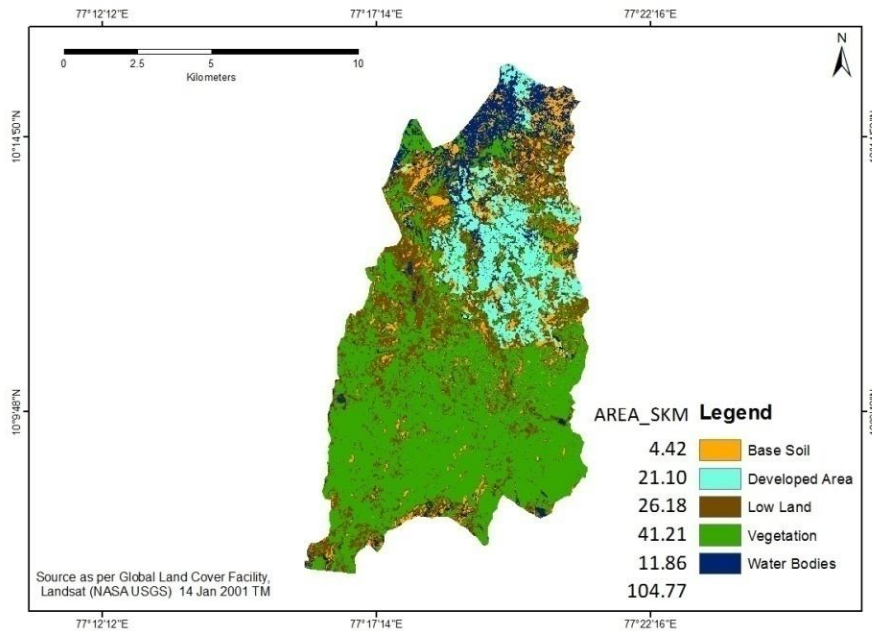 77°12'12"E 77°17'14"E 77°22'16"E
0 2.5 5 10
Kilometers
N
10°14'50"N
10°9'48"N
AREA_SKM Legend
4.42 Base Soil
21.10 Developed Area
26.18 Low Land
41.21 Vegetation
11.86 Water Bodies
104.77
Source as per Global Land Cover Facility,
Landsat (NASA USGS) 14 Jan 2001 TM
77°12'12"E 77°17'14"E 77°22'16"E